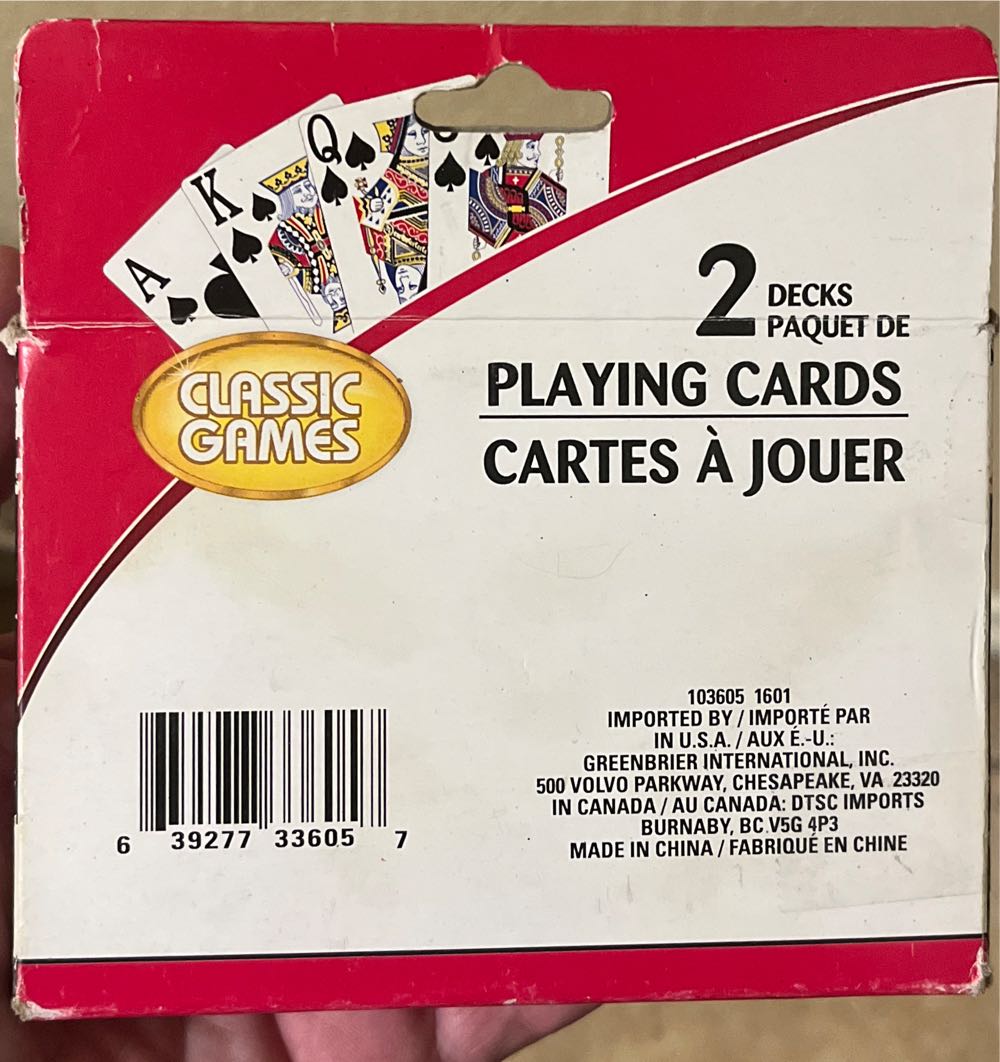 A
K
Q
CLASSIC
GAMES
2 DECKS
PAQUET DE
PLAYING CARDS
CARTES À JOUER
6 39277 33605 7
103605 1601
IMPORTED BY / IMPORTÉ PAR
IN U.S.A. / AUX É.-U.:
GREENBRIER INTERNATIONAL, INC.
500 VOLVO PARKWAY, CHESAPEAKE, VA 23320
IN CANADA / AU CANADA: DTSC IMPORTS
BURNABY, BC V5G 4P3
MADE IN CHINA / FABRIQUÉ EN CHINE